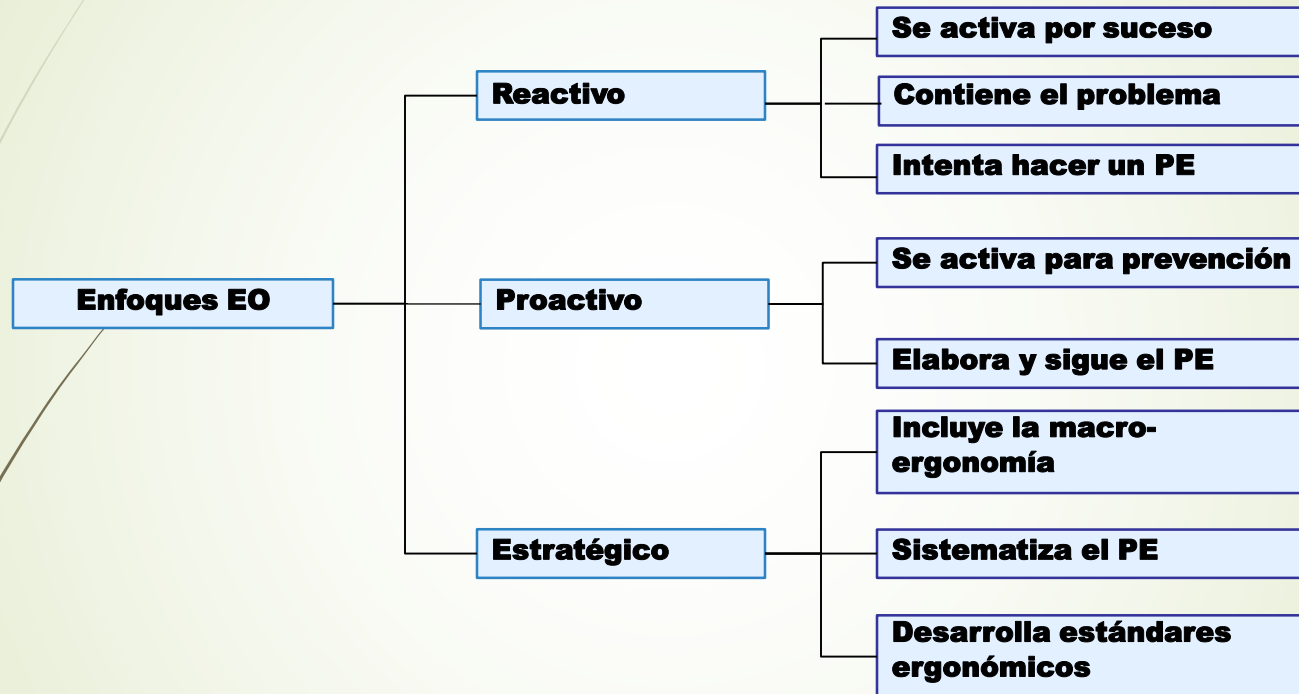 Enfoques EO
Reactivo
Se activa por suceso
Contiene el problema
Intenta hacer un PE
Proactivo
Se activa para prevención
Elabora y sigue el PE
Estratégico
Incluye la macro-
ergonomía
Sistematiza el PE
Desarrolla estándares
ergonómicos